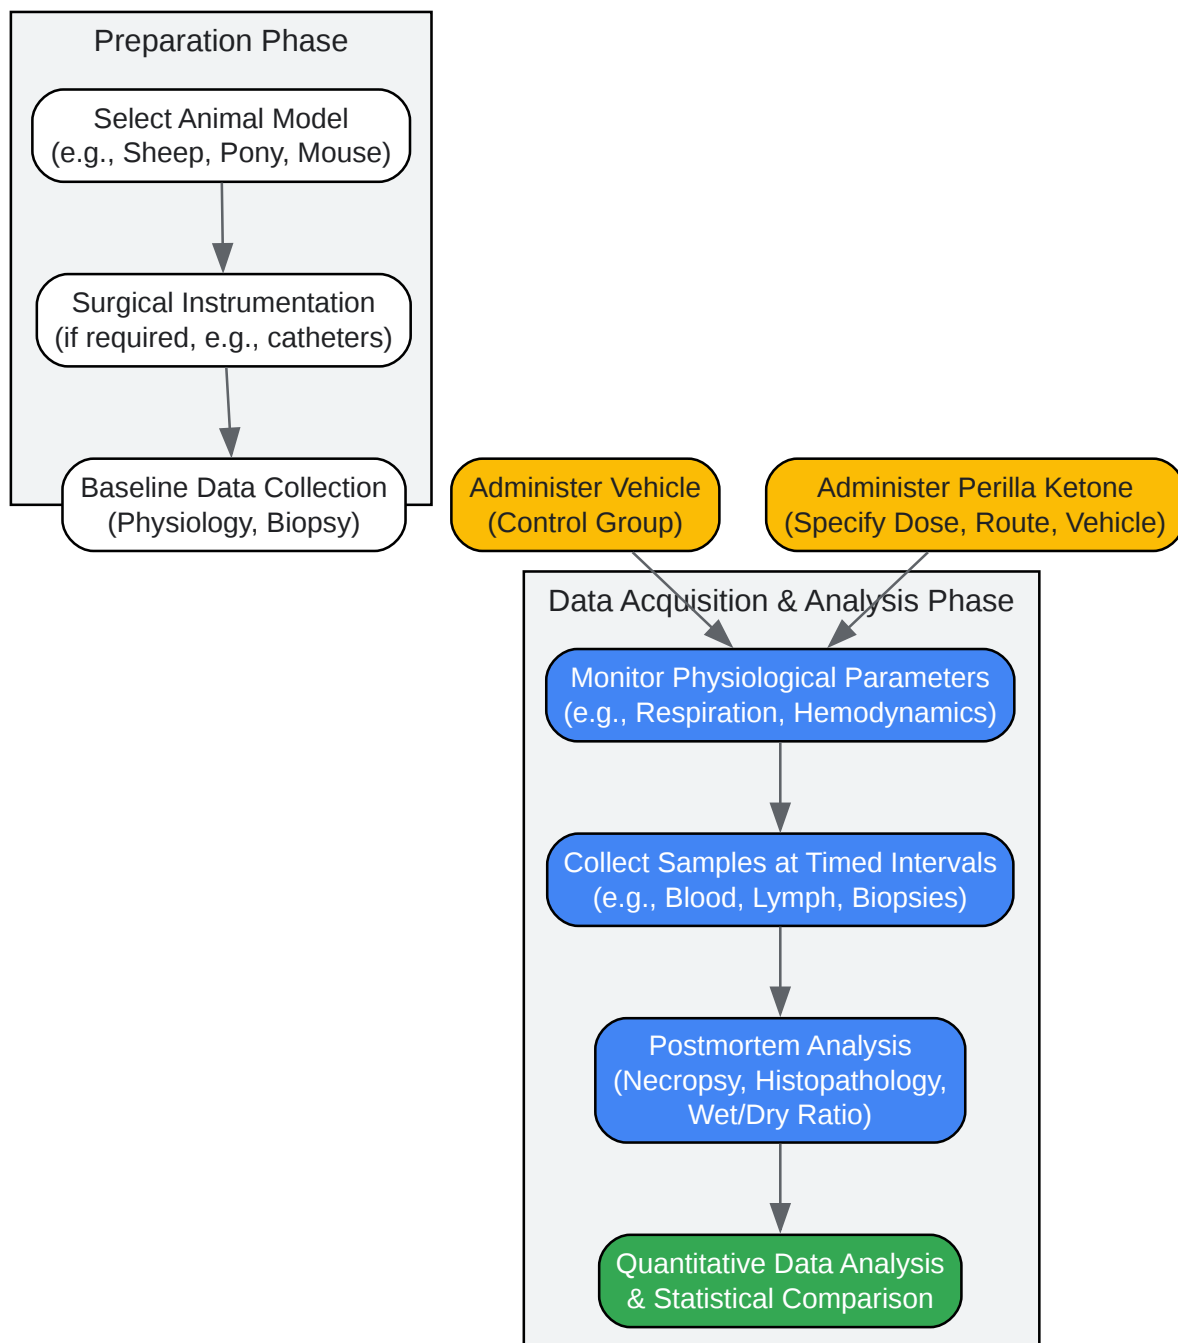 Preparation Phase
Select Animal Model
(e.g., Sheep, Pony, Mouse)
Surgical Instrumentation
(if required, e.g., catheters)
Baseline Data Collection
(Physiology, Biopsy)
Administer Vehicle
(Control Group)
Administer Perilla Ketone
(Specify Dose, Route, Vehicle)
Data Acquisition & Analysis Phase
Monitor Physiological Parameters
(e.g., Respiration, Hemodynamics)
Collect Samples at Timed Intervals
(e.g., Blood, Lymph, Biopsies)
Postmortem Analysis
(Necropsy, Histopathology,
Wet/Dry Ratio)
Quantitative Data Analysis
& Statistical Comparison